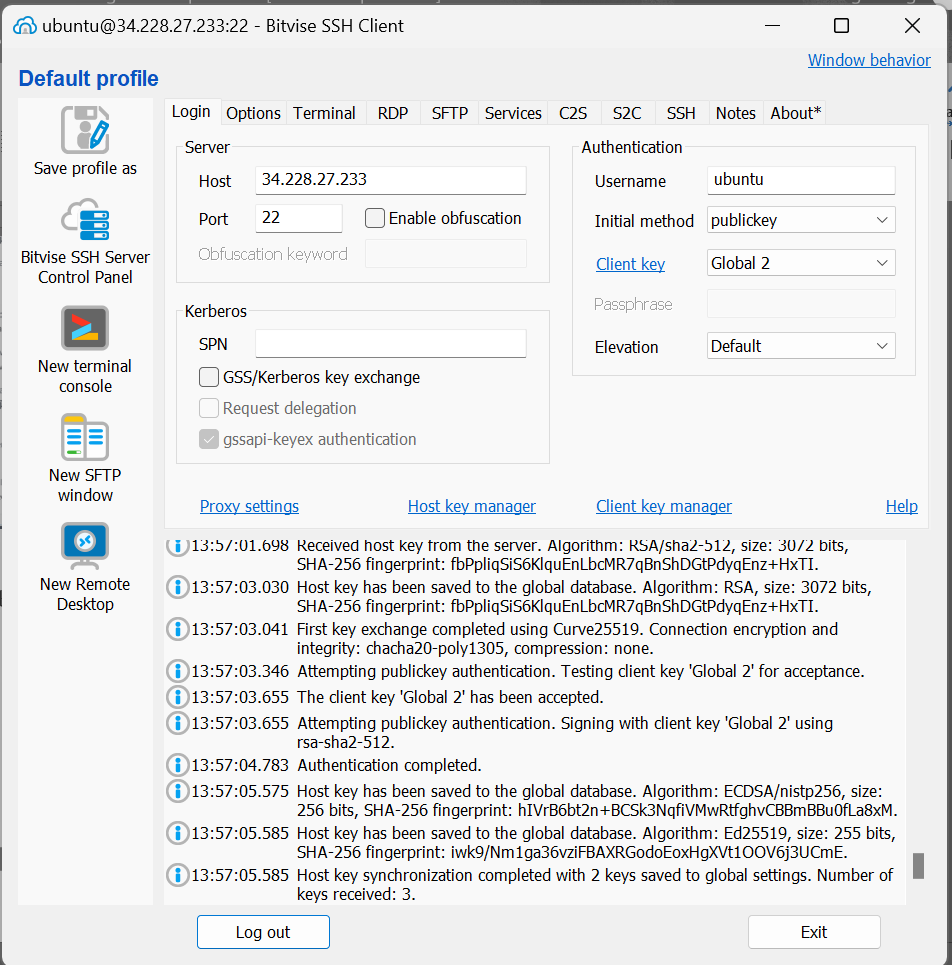 ubuntu@34.228.27.233:22 - Bitvise SSH Client
Window behavior
Default profile
Save profile as
Bitvise SSH Server
Control Panel
New terminal
console
New SFTP
window
New Remote
Desktop
Login Options Terminal RDP SFTP Services C2S S2C SSH Notes About*
Server
Host 34.228.27.233
Port 22 Enable obfuscation
Obfuscation keyword
Kerberos
SPN
GSS/Kerberos key exchange
Request delegation
gssapi-keyex authentication
Authentication
Username ubuntu
Initial method publickey
Client key Global 2
Passphrase
Elevation Default
Proxy settings Host key manager Client key manager Help
13:57:01.698 Received host key from the server. Algorithm: RSA/sha2-512, size: 3072 bits,
SHA-256 fingerprint: fbPpliqSiS6KlquEnLbcMR7qBnShDGtPdyqEnz+HxTI.
13:57:03.030 Host key has been saved to the global database. Algorithm: RSA, size: 3072 bits,
SHA-256 fingerprint: fbPpliqSiS6KlquEnLbcMR7qBnShDGtPdyqEnz+HxTI.
13:57:03.041 First key exchange completed using Curve25519. Connection encryption and
integrity: chacha20-poly1305, compression: none.
13:57:03.346 Attempting publickey authentication. Testing client key 'Global 2' for acceptance.
13:57:03.655 The client key 'Global 2' has been accepted.
13:57:03.655 Attempting publickey authentication. Signing with client key 'Global 2' using
rsa-sha2-512.
13:57:04.783 Authentication completed.
13:57:05.575 Host key has been saved to the global database. Algorithm: ECDSA/nistp256, size:
256 bits, SHA-256 fingerprint: hIVrB6bt2n+BCSk3NqfiVMwRtfghvCBBmBBu0fLa8xM.
13:57:05.585 Host key has been saved to the global database. Algorithm: Ed25519, size: 255 bits,
SHA-256 fingerprint: iwk9/Nm1ga36vziFBAXRGodoEoxHgXVt1OOV6j3UCmE.
13:57:05.585 Host key synchronization completed with 2 keys saved to global settings. Number of
keys received: 3.
Log out
Exit